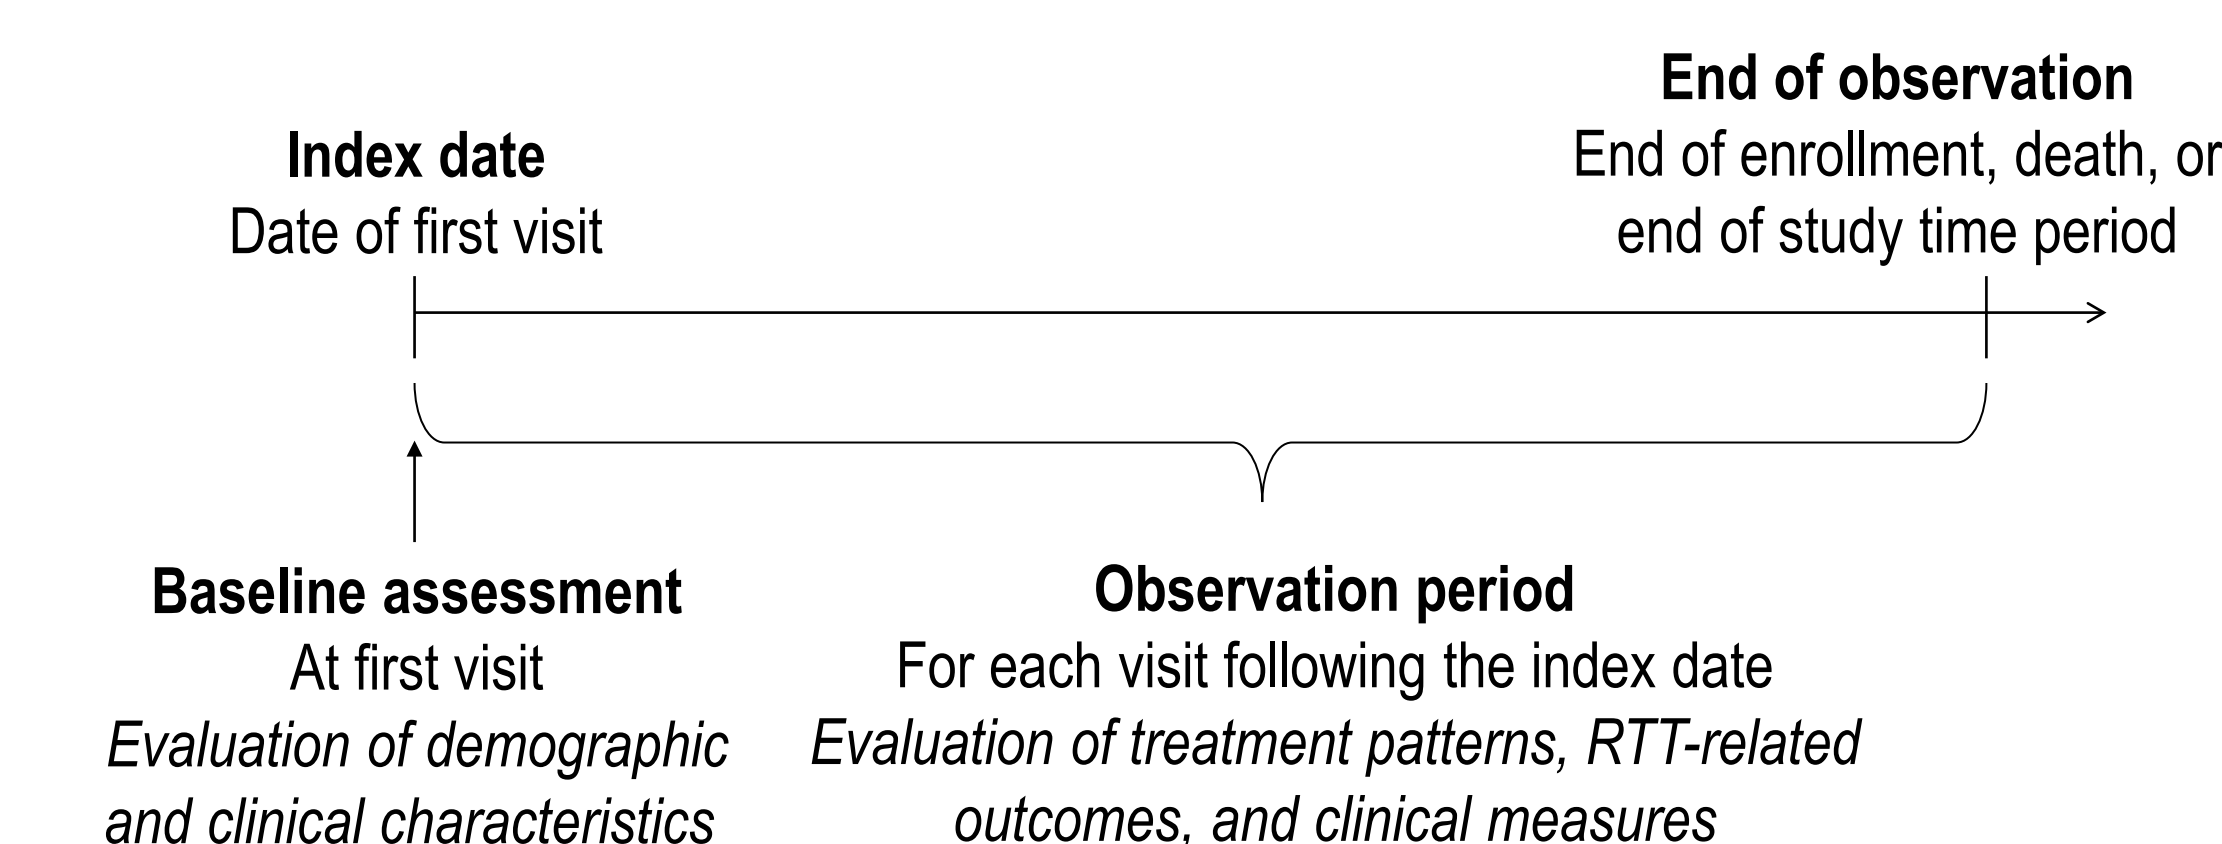 End of observation
End of enrollment, death, or
end of study time period
Index date
Date of first visit
Baseline assessment
At first visit
Evaluation of demographic
and clinical characteristics
Observation period
For each visit following the index date
Evaluation of treatment patterns, RTT-related
outcomes, and clinical measures